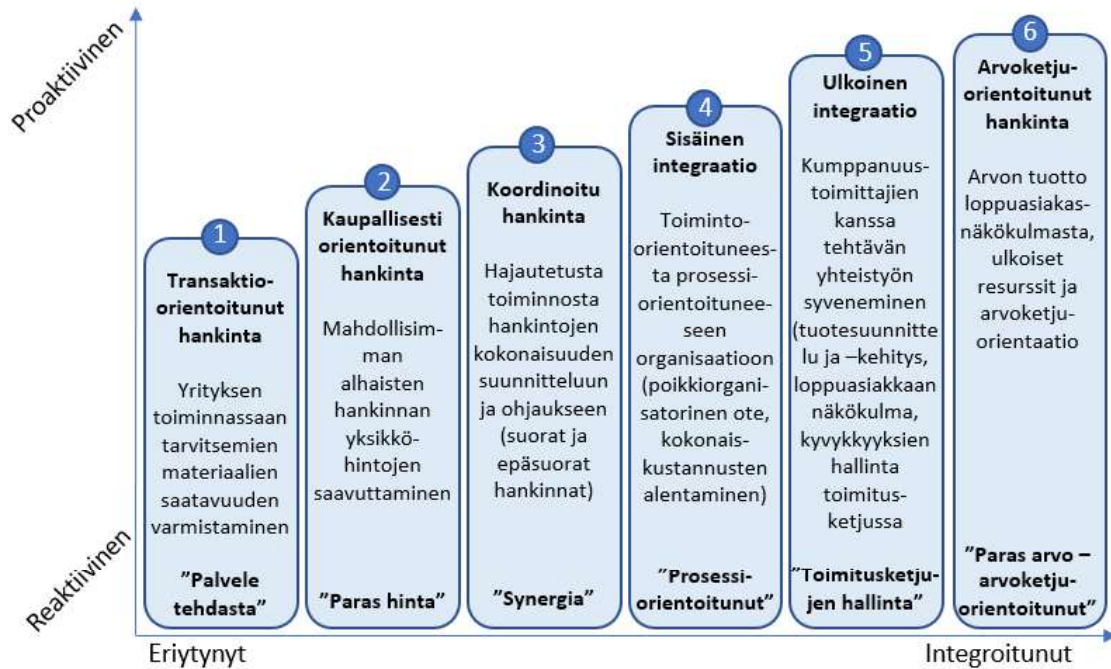 Proaktiivinen
Reaktiivinen
1
Transaktio-
orientoitunut
hankinta
Yrityksen
toiminnassaan
tarvitsemien
materiaalien
saatavuuden
varmistaminen
”Palvele
tehdasta”
2
Kaupallisesti
orientoitunut
hankinta
Mahdollisim-
man
alhaisten
hankinnan
yksikkö-
hintojen
saavuttaminen
”Paras hinta”
3
Koordinoitu
hankinta
Hajautetusta
toiminnosta
hankintojen
kokonaisuuden
suunnitteluun
ja ohjaukseen
(suorat ja
epäsuorat
hankinnat)
”Synergia”
4
Sisäinen
integraatio
Toiminto-
orientoitunees-
ta prosessi-
orientoitunee-
seen
organisaatioon
(poikkiorgani-
satorinen ote,
kokonais-
kustannusten
alentaminen)
”Prosessi-
orientoitunut”
5
Ulkoinen
integraatio
Kumppanuus-
toimittajien
kanssa
tehtävän
yhteistyön
syveneminen
(tuotesuunnitte
lu ja –kehitys,
loppuasiakkaan
näkökulma,
kyvykkyyksien
hallinta
toimitus-
ketjussa
”Toimitusketju-
jen hallinta”
6
Arvoketju-
orientoitunut
hankinta
Arvon tuotto
loppuasiakas-
näkökulmasta,
ulkoiset
resurssit ja
arvoketju-
orientaatio
”Paras arvo –
arvoketju-
orientoitunut”
Eriytynyt
Integroitunut